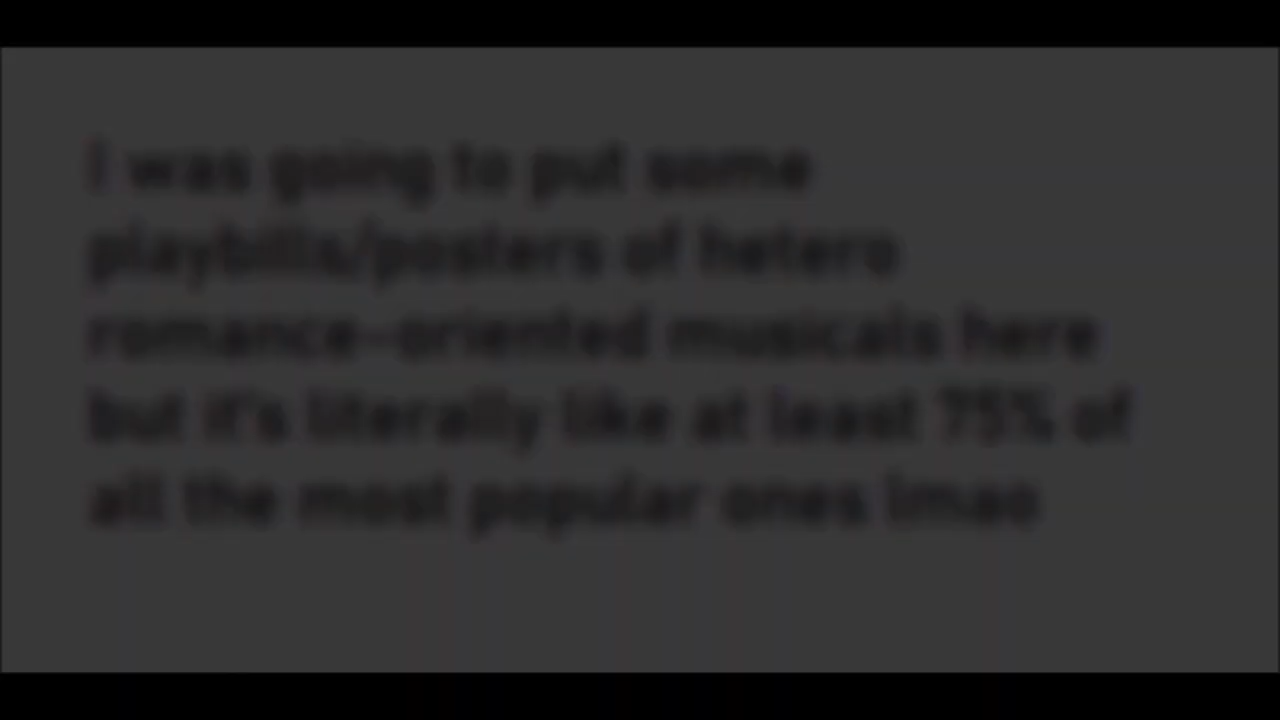 I was going to put some
playbills/posters of hetero
romance-oriented musicals here
but it's literally like at least 75% of
all the most popular ones lmao